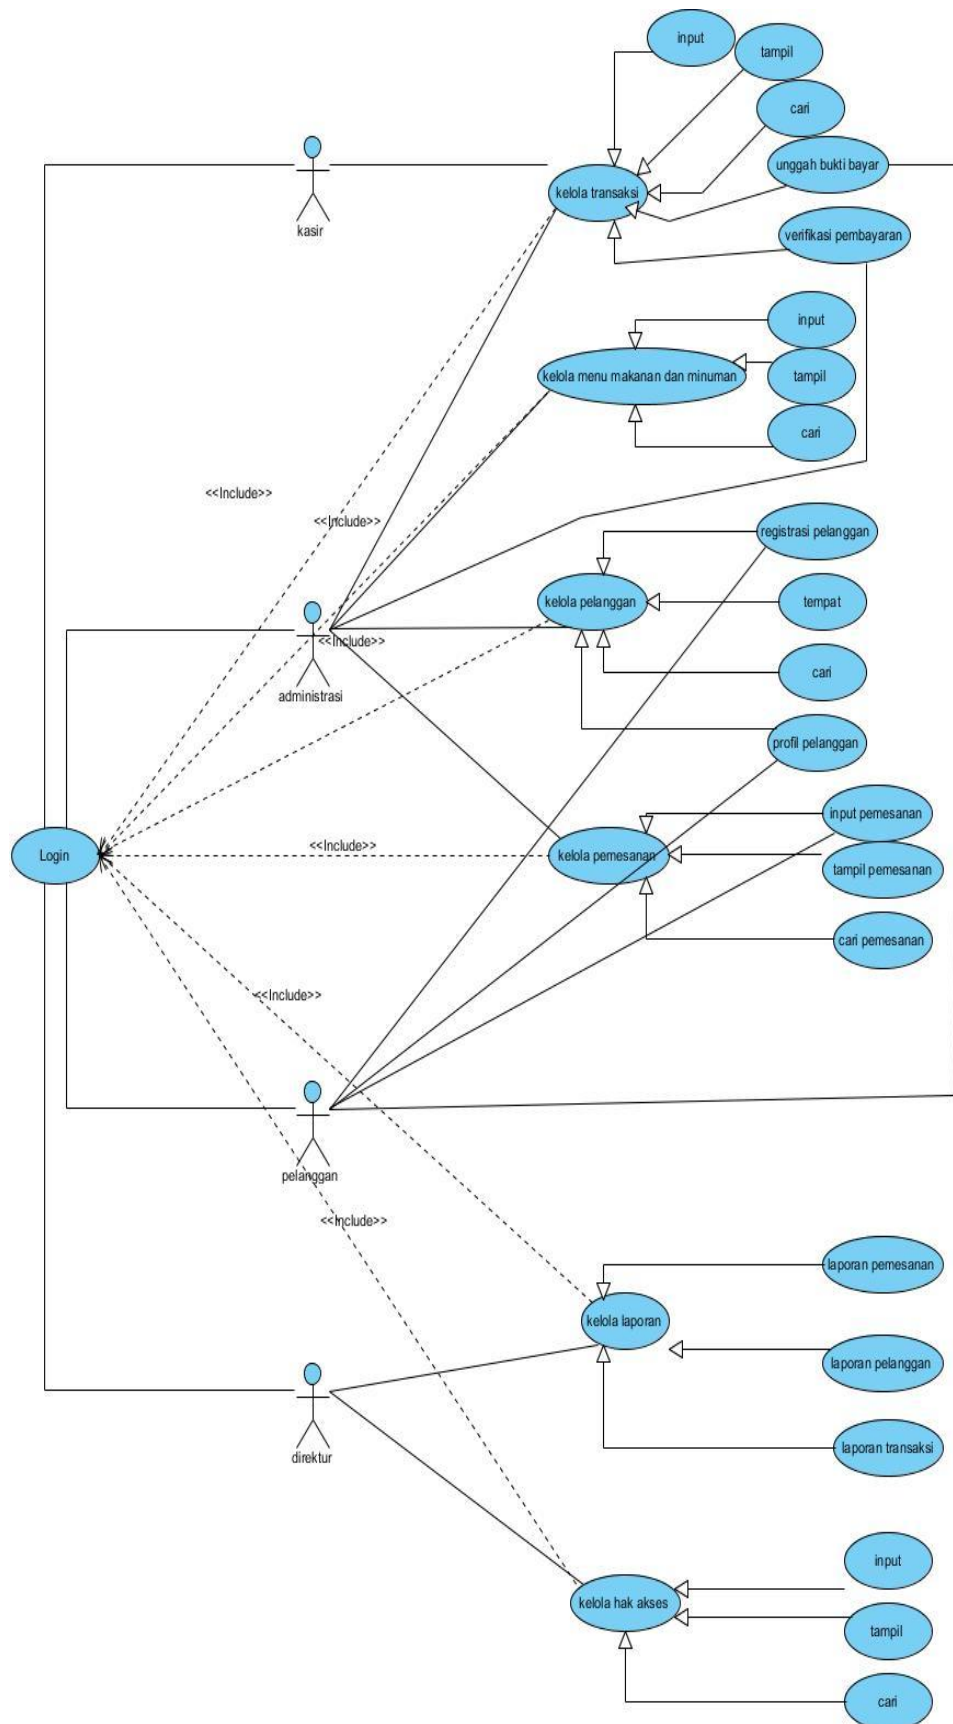 input
tampil
cari
unggah bukti bayar
kelola transaksi
kasir
verifikasi pembayaran
input
kelola menu makanan dan minuman
tampil
cari
<<Include>>
<<Include>>
registrasi pelanggan
kelola pelanggan
tempat
<<Include>>
administrasi
cari
profil pelanggan
input pemesanan
<<Include>>
Login
kelola pemesanan
tampil pemesanan
cari pemesanan
<<Include>>
pelanggan
<<Include>>
laporan pemesanan
kelola laporan
laporan pelanggan
laporan transaksi
direktur
input
kelola hak akses
tampil
cari